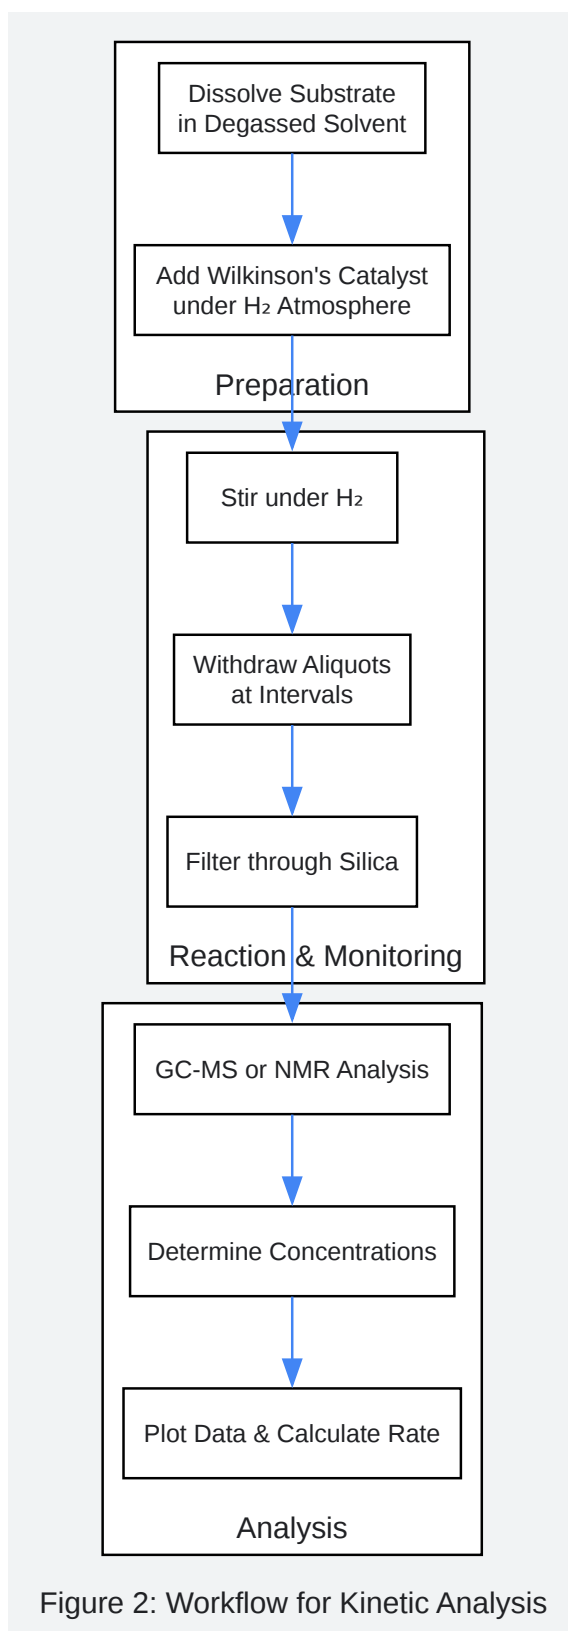 Dissolve Substrate
in Degassed Solvent
Add Wilkinson's Catalyst
under H₂ Atmosphere
Preparation
Stir under H₂
Withdraw Aliquots
at Intervals
Filter through Silica
Reaction & Monitoring
GC-MS or NMR Analysis
Determine Concentrations
Plot Data & Calculate Rate
Analysis
Figure 2: Workflow for Kinetic Analysis